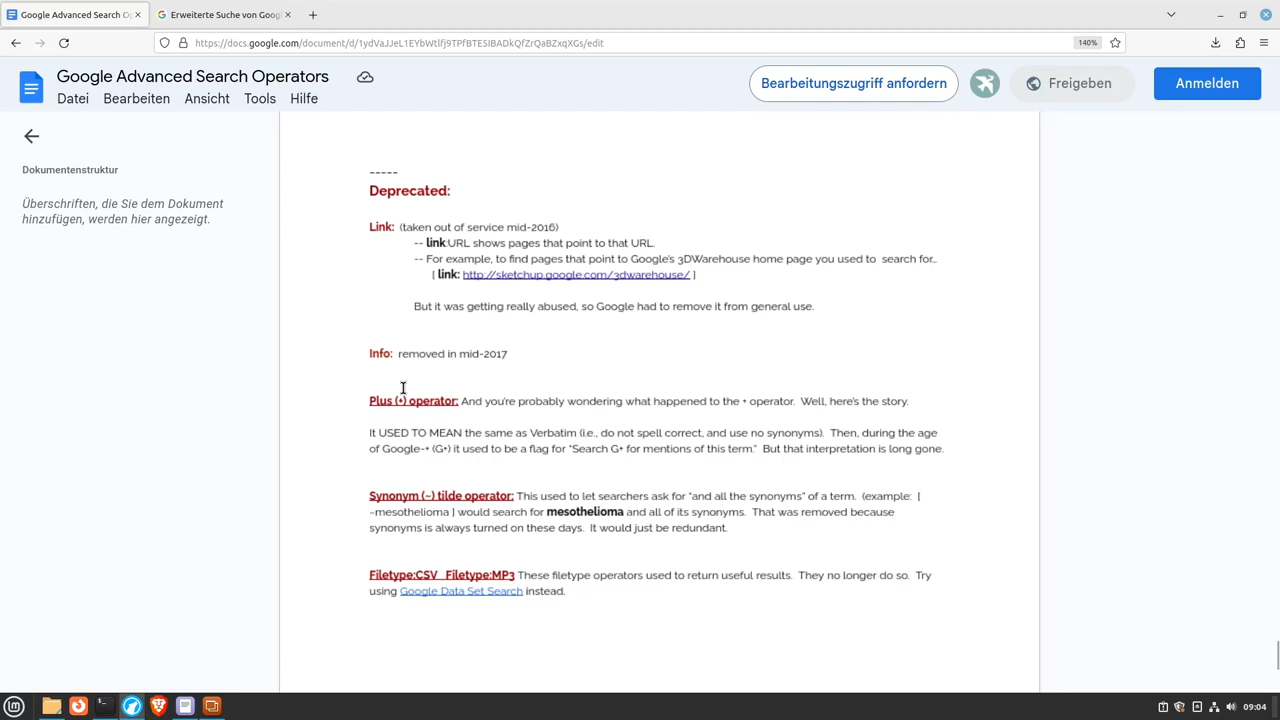 Google Advanced Search O
Erweiterte Suche von Goog
https://docs.google.com/document/d/1ydVaJJeL1EYbWtlfj9TPfBTE5IBADkQfZrQaBZxqXGs/edit
140%
Google Advanced Search Operators
Datei Bearbeiten Ansicht Tools Hilfe
Bearbeitungszugriff anfordern
Freigeben
Anmelden
Dokumentenstruktur
Überschriften, die Sie dem Dokument
hinzufügen, werden hier angezeigt.
-----
Deprecated:
Link: (taken out of service mid-2016)
-- link:URL shows pages that point to that URL.
-- For example, to find pages that point to Google's 3DWarehouse home page you used to search for...
[ link: http://sketchup.google.com/3dwarehouse/ ]
But it was getting really abused, so Google had to remove it from general use.
Info: removed in mid-2017
Plus (+) operator: And you're probably wondering what happened to the + operator. Well, here's the story.
It USED TO MEAN the same as Verbatim (i.e., do not spell correct, and use no synonyms). Then, during the age
of Google-+ (G+) it used to be a flag for "Search G+ for mentions of this term." But that interpretation is long gone.
Synonym (~) tilde operator: This used to let searchers ask for "and all the synonyms" of a term. (example: [
~mesothelioma ] would search for mesothelioma and all of its synonyms. That was removed because
synonyms is always turned on these days. It would just be redundant.
Filetype:CSV Filetype:MP3 These filetype operators used to return useful results. They no longer do so. Try
using Google Data Set Search instead.
09:04